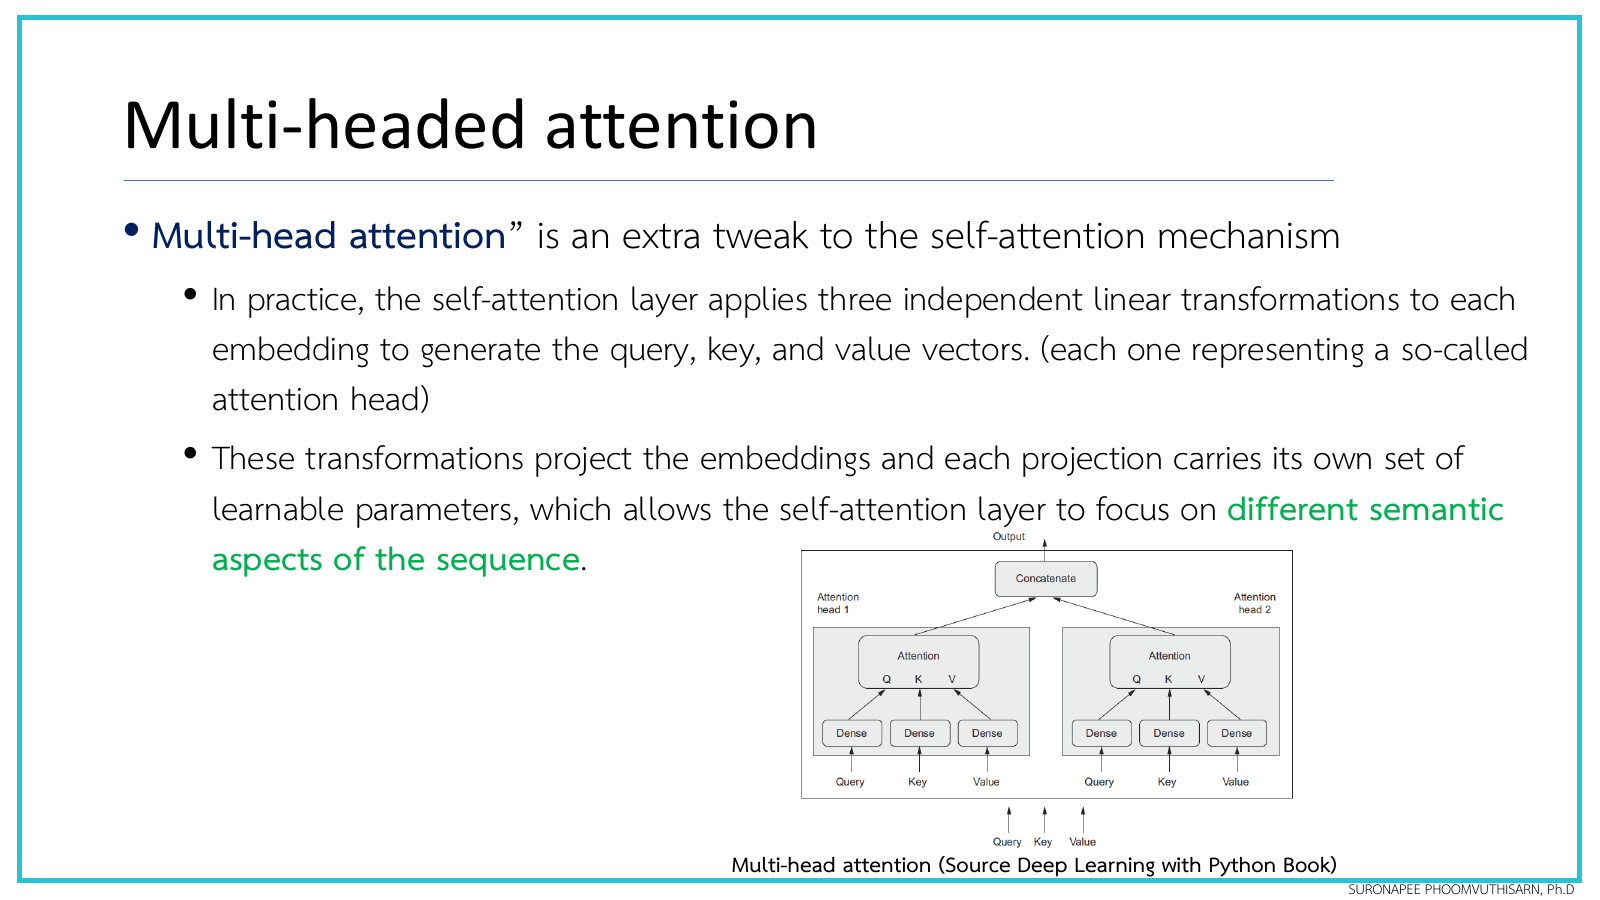 Multi-headed attention
• Multi-head attention” is an extra tweak to the self-attention mechanism
• In practice, the self-attention layer applies three independent linear transformations to each
embedding to generate the query, key, and value vectors. (each one representing a so-called
attention head)
• These transformations project the embeddings and each projection carries its own set of
learnable parameters, which allows the self-attention layer to focus on different semantic
aspects of the sequence.
Output
Concatenate
Attention
head 1
Attention
head 2
Attention
Q K V
Attention
Q K V
Dense Dense Dense
Dense Dense Dense
Query Key Value
Query Key Value
Query Key Value
Multi-head attention (Source Deep Learning with Python Book)
SURONAPEE PHOOMVUTHISARN, Ph.D